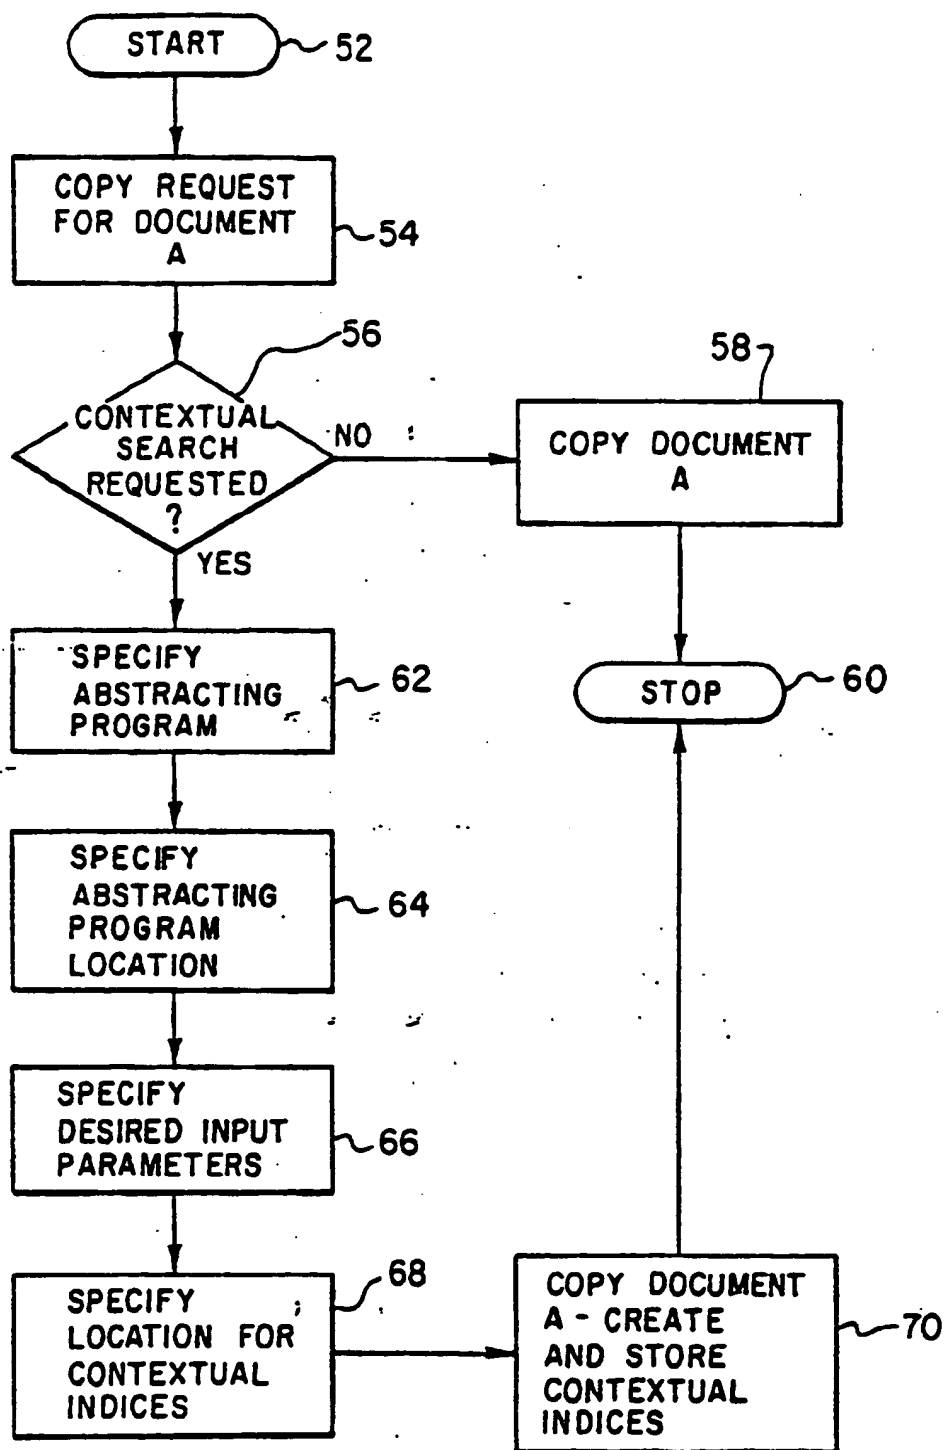 START
52
COPY REQUEST
FOR DOCUMENT
A
54
56
CONTEXTUAL
SEARCH
REQUESTED
?
NO
YES
58
COPY DOCUMENT
A
STOP
60
SPECIFY
ABSTRACTING
PROGRAM
62
SPECIFY
ABSTRACTING
PROGRAM
LOCATION
64
SPECIFY
DESIRED INPUT
PARAMETERS
66
SPECIFY
LOCATION FOR
CONTEXTUAL
INDICES
68
COPY DOCUMENT
A - CREATE
AND STORE
CONTEXTUAL
INDICES
70